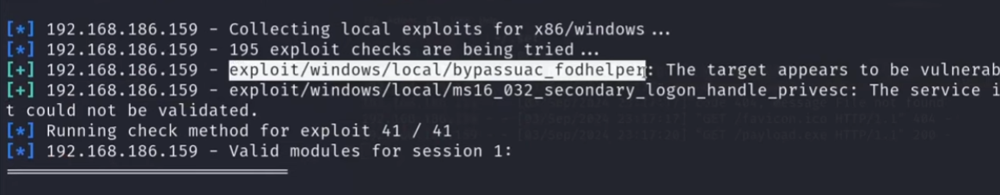 [*] 192.168.186.159 - Collecting local exploits for x86/windows ...
[*] 192.168.186.159 - 195 exploit checks are being tried ...
[+] 192.168.186.159 - exploit/windows/local/bypassuac_fodhelper: The target appears to be vulnerab
[+] 192.168.186.159 - exploit/windows/local/ms16_032_secondary_logon_handle_privesc: The service i
t could not be validated.
[*] Running check method for exploit 41 / 41
[*] 192.168.186.159 - Valid modules for session 1: